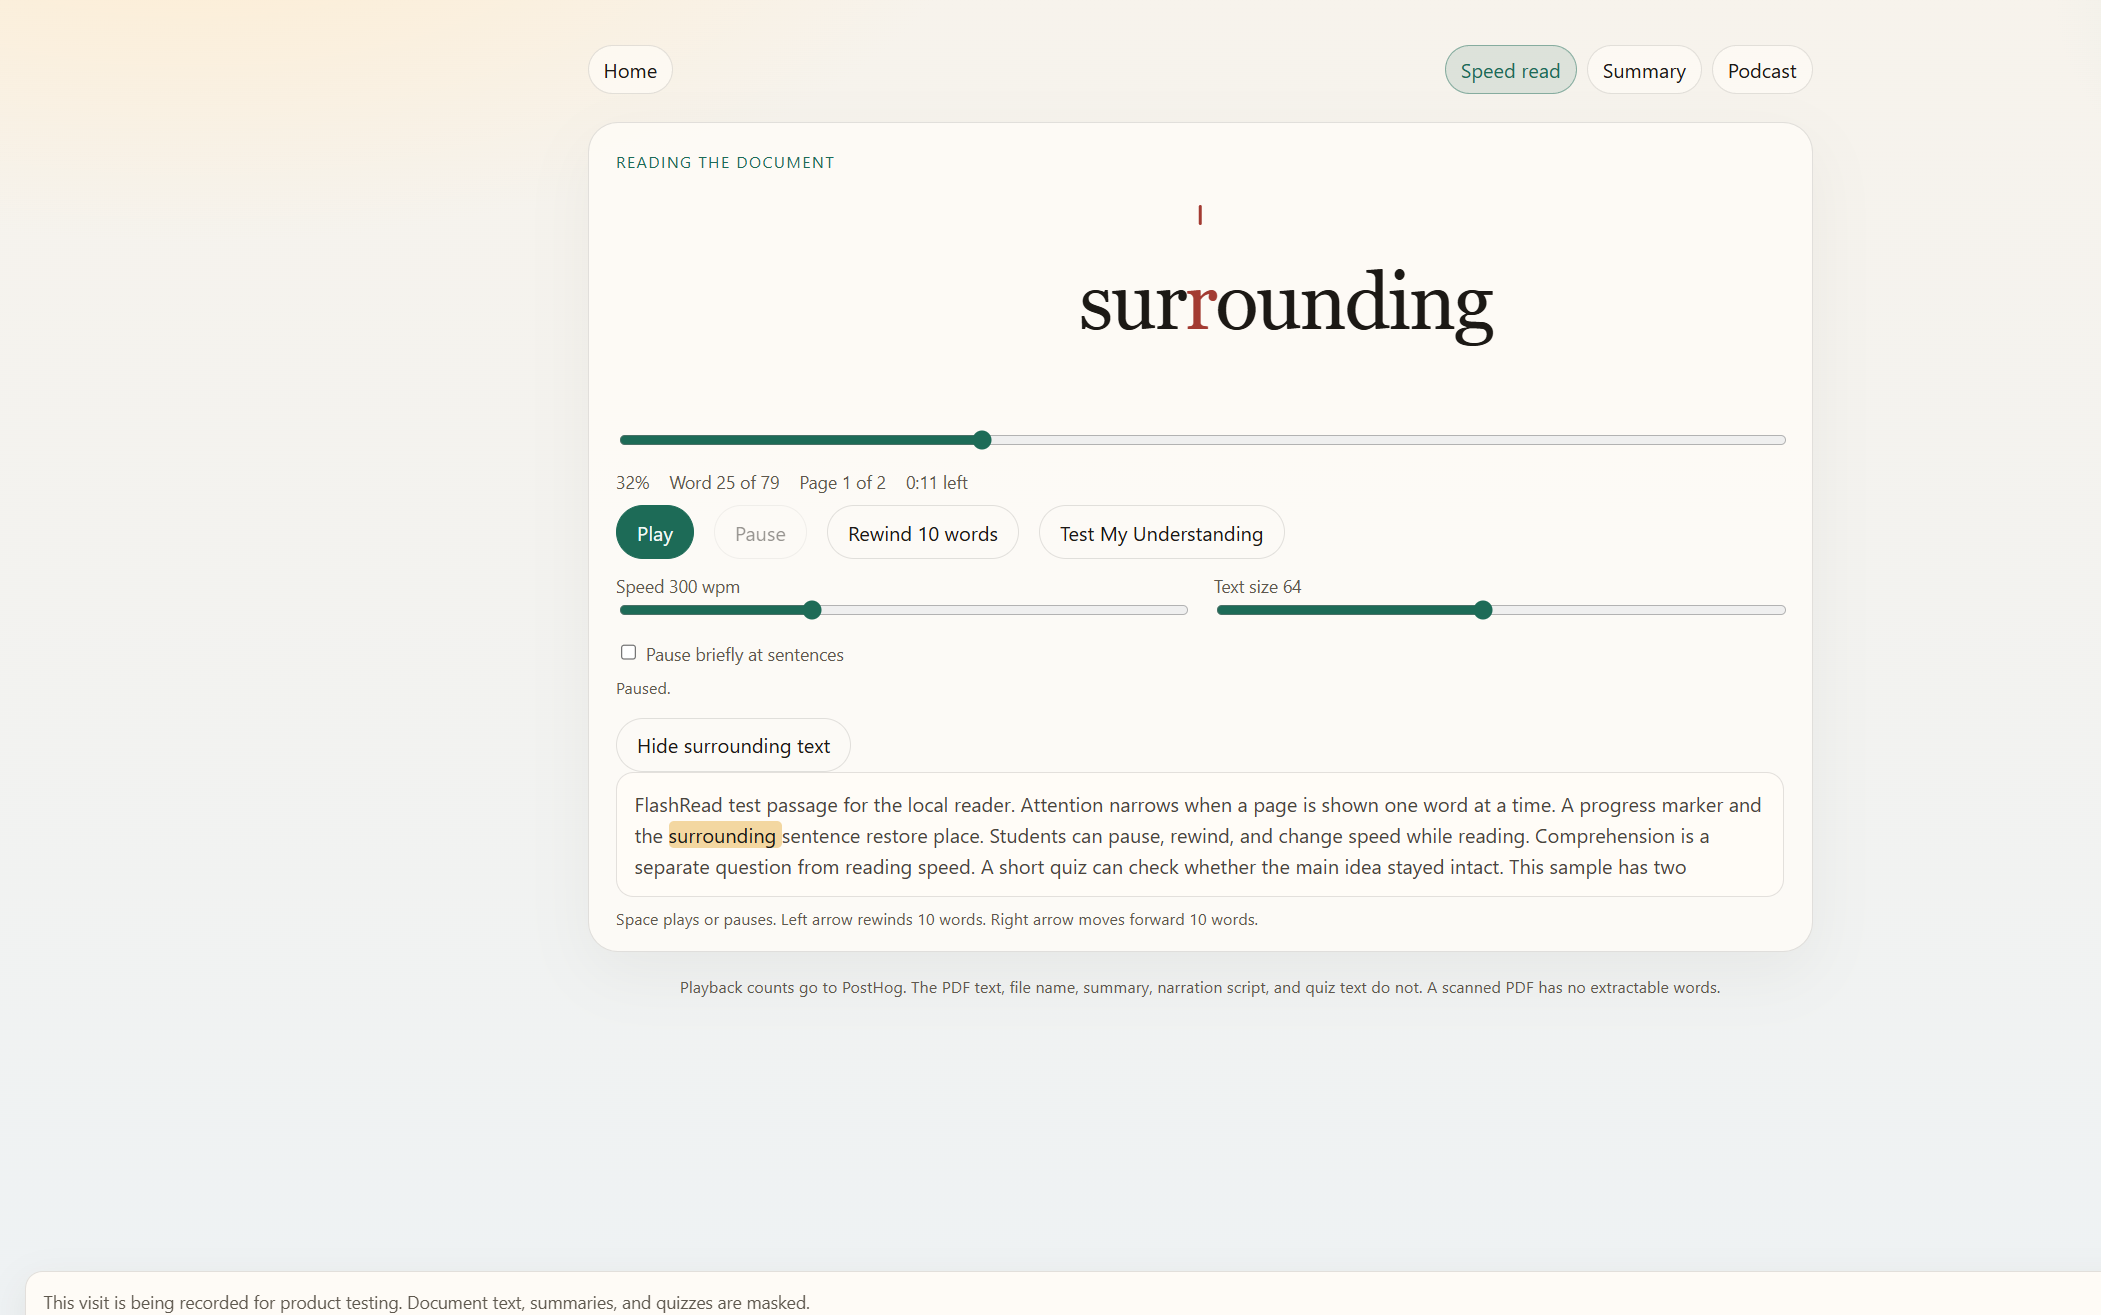 Home
Speed read
Summary
Podcast
READING THE DOCUMENT
surrounding
32% Word 25 of 79 Page 1 of 2 0:11 left
Play
Pause
Rewind 10 words
Test My Understanding
Speed 300 wpm
Text size 64
Pause briefly at sentences
Paused.
Hide surrounding text
FlashRead test passage for the local reader. Attention narrows when a page is shown one word at a time. A progress marker and
the surrounding sentence restore place. Students can pause, rewind, and change speed while reading. Comprehension is a
separate question from reading speed. A short quiz can check whether the main idea stayed intact. This sample has two
Space plays or pauses. Left arrow rewinds 10 words. Right arrow moves forward 10 words.
Playback counts go to PostHog. The PDF text, file name, summary, narration script, and quiz text do not. A scanned PDF has no extractable words.
This visit is being recorded for product testing. Document text, summaries, and quizzes are masked.